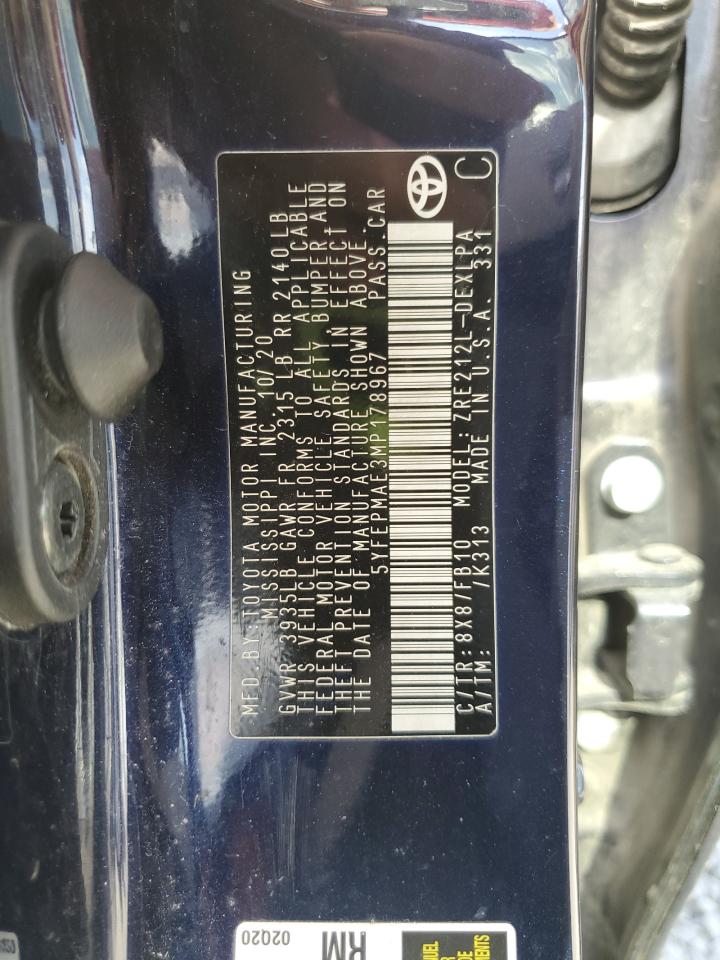 MFD.BY:TOYOTA MOTOR MANUFACTURING
MISSISSIPPI INC. 10/20
GVWR 3935LB GAWR FR 2315 LB RR 2140LB
THIS VEHICLE CONFORMS TO ALL APPLICABLE
FEDERAL MOTOR VEHICLE SAFETY, BUMPER AND
THEFT PREVENTION STANDARDS IN EFFECT ON
THE DATE OF MANUFACTURE SHOWN ABOVE.
5YFEPMAE3MP178967 PASS.CAR
C/TR:8X8/FB10 MODEL:ZRE212L-DEXLPA
A/TM: /K313 MADE IN U.S.A. 331
C
02Q20
RM